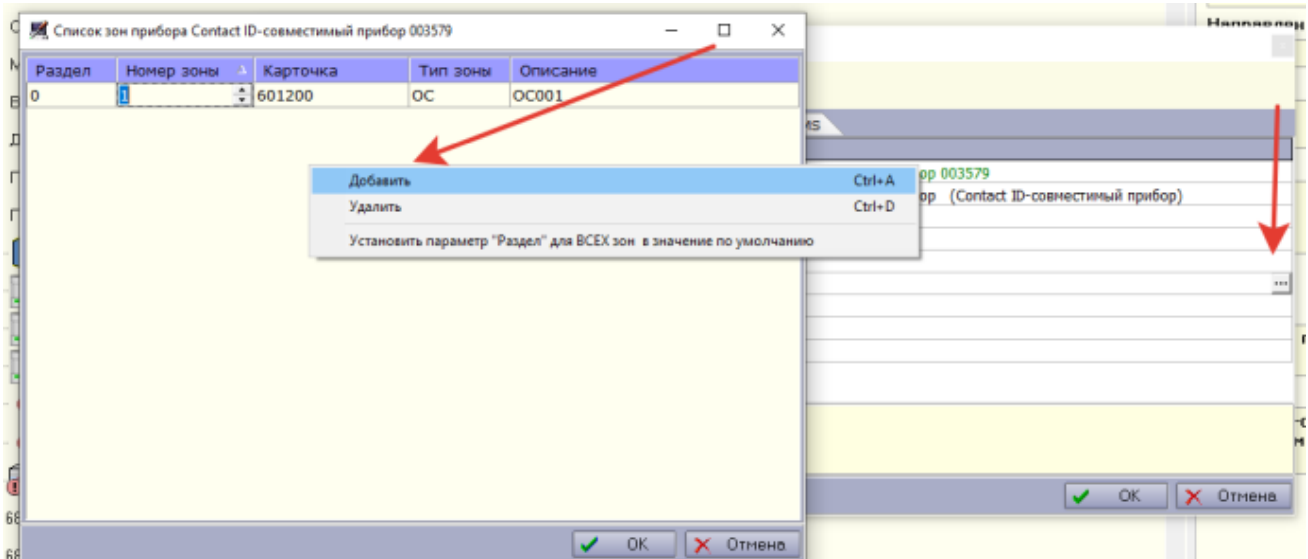 Список зон прибора Contact ID-совместимый прибор 003579
Раздел Номер зоны Карточка Тип зоны Описание
0 1 601200 ОС ОС001
Добавить Ctrl+A
Удалить Ctrl+D
Установить параметр "Раздел" для ВСЕХ зон в значение по умолчанию
OK Отмена
003579
(Contact ID-совместимый прибор)
OK Отмена